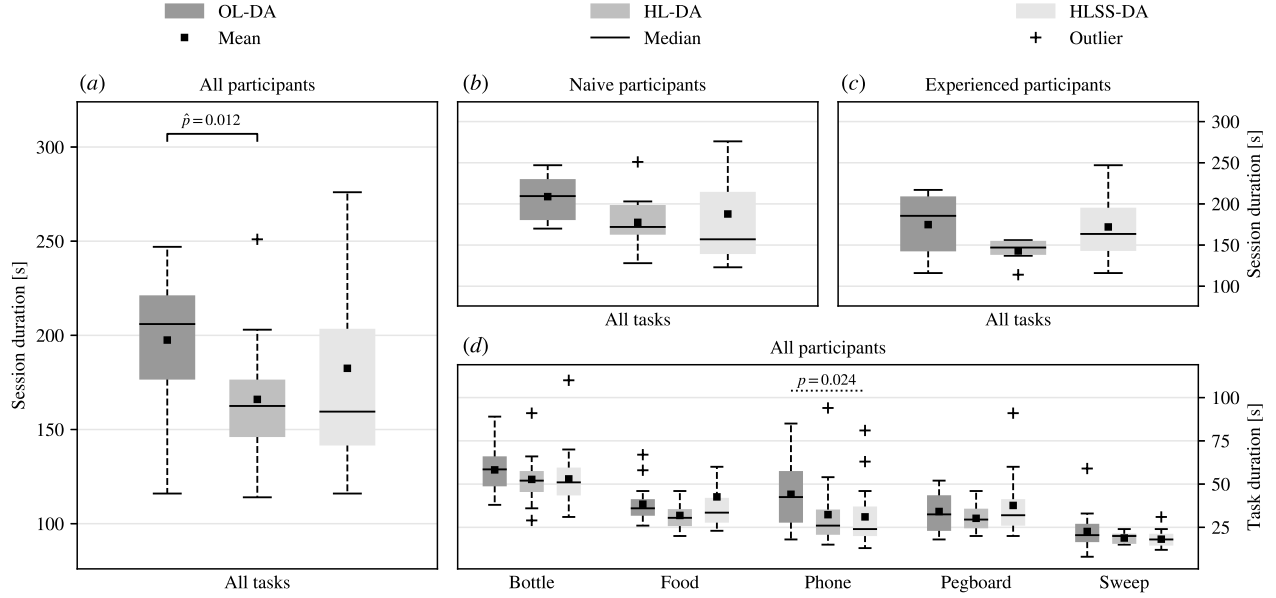 OL-DA HL-DA HLSS-DA
Mean Median Outlier
(a) All participants
p̂ = 0.012
Session duration [s]
300
250
200
150
100
All tasks
(b) Naive participants
All tasks
(c) Experienced participants
300
250
200
150
100
Session duration [s]
All tasks
(d) All participants
p = 0.024
100
75
50
25
Task duration [s]
Bottle Food Phone Pegboard Sweep